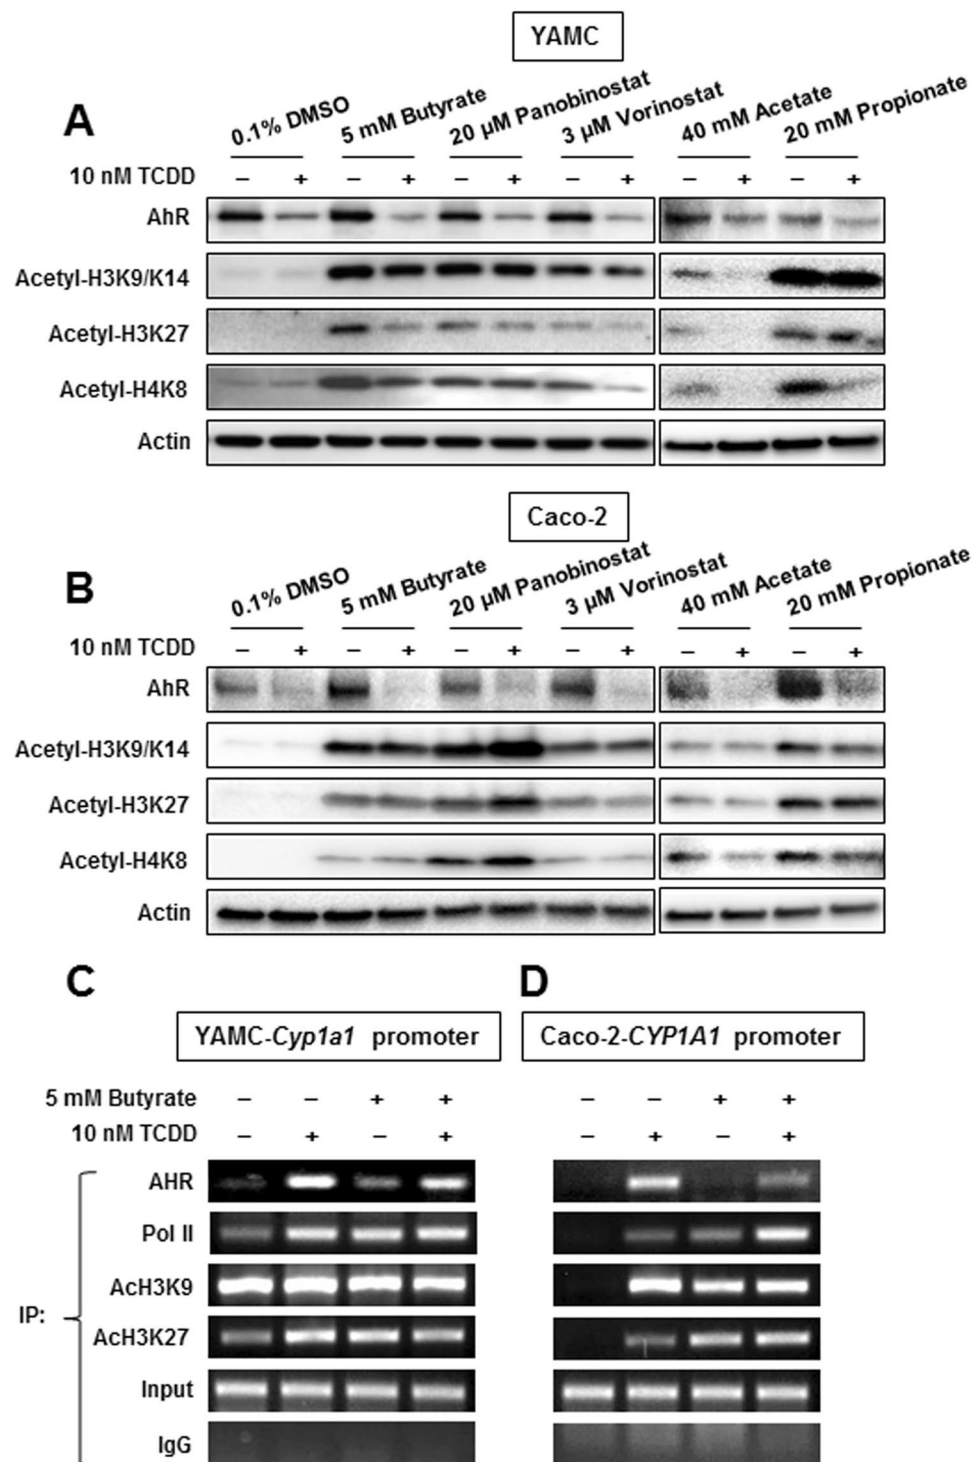 YAMC
A
0.1% DMSO 5 mM Butyrate 20 µM Panobinostat 3 µM Vorinostat 40 mM Acetate 20 mM Propionate
10 nM TCDD – + – + – + – + – + – +
AhR
Acetyl-H3K9/K14
Acetyl-H3K27
Acetyl-H4K8
Actin
Caco-2
B
0.1% DMSO 5 mM Butyrate 20 µM Panobinostat 3 µM Vorinostat 40 mM Acetate 20 mM Propionate
10 nM TCDD – + – + – + – + – + – +
AhR
Acetyl-H3K9/K14
Acetyl-H3K27
Acetyl-H4K8
Actin
C D
YAMC-Cyp1a1 promoter Caco-2-CYP1A1 promoter
5 mM Butyrate – – + + – – + +
10 nM TCDD – + – + – + – +
AHR
Pol II
AcH3K9
IP:
AcH3K27
Input
IgG